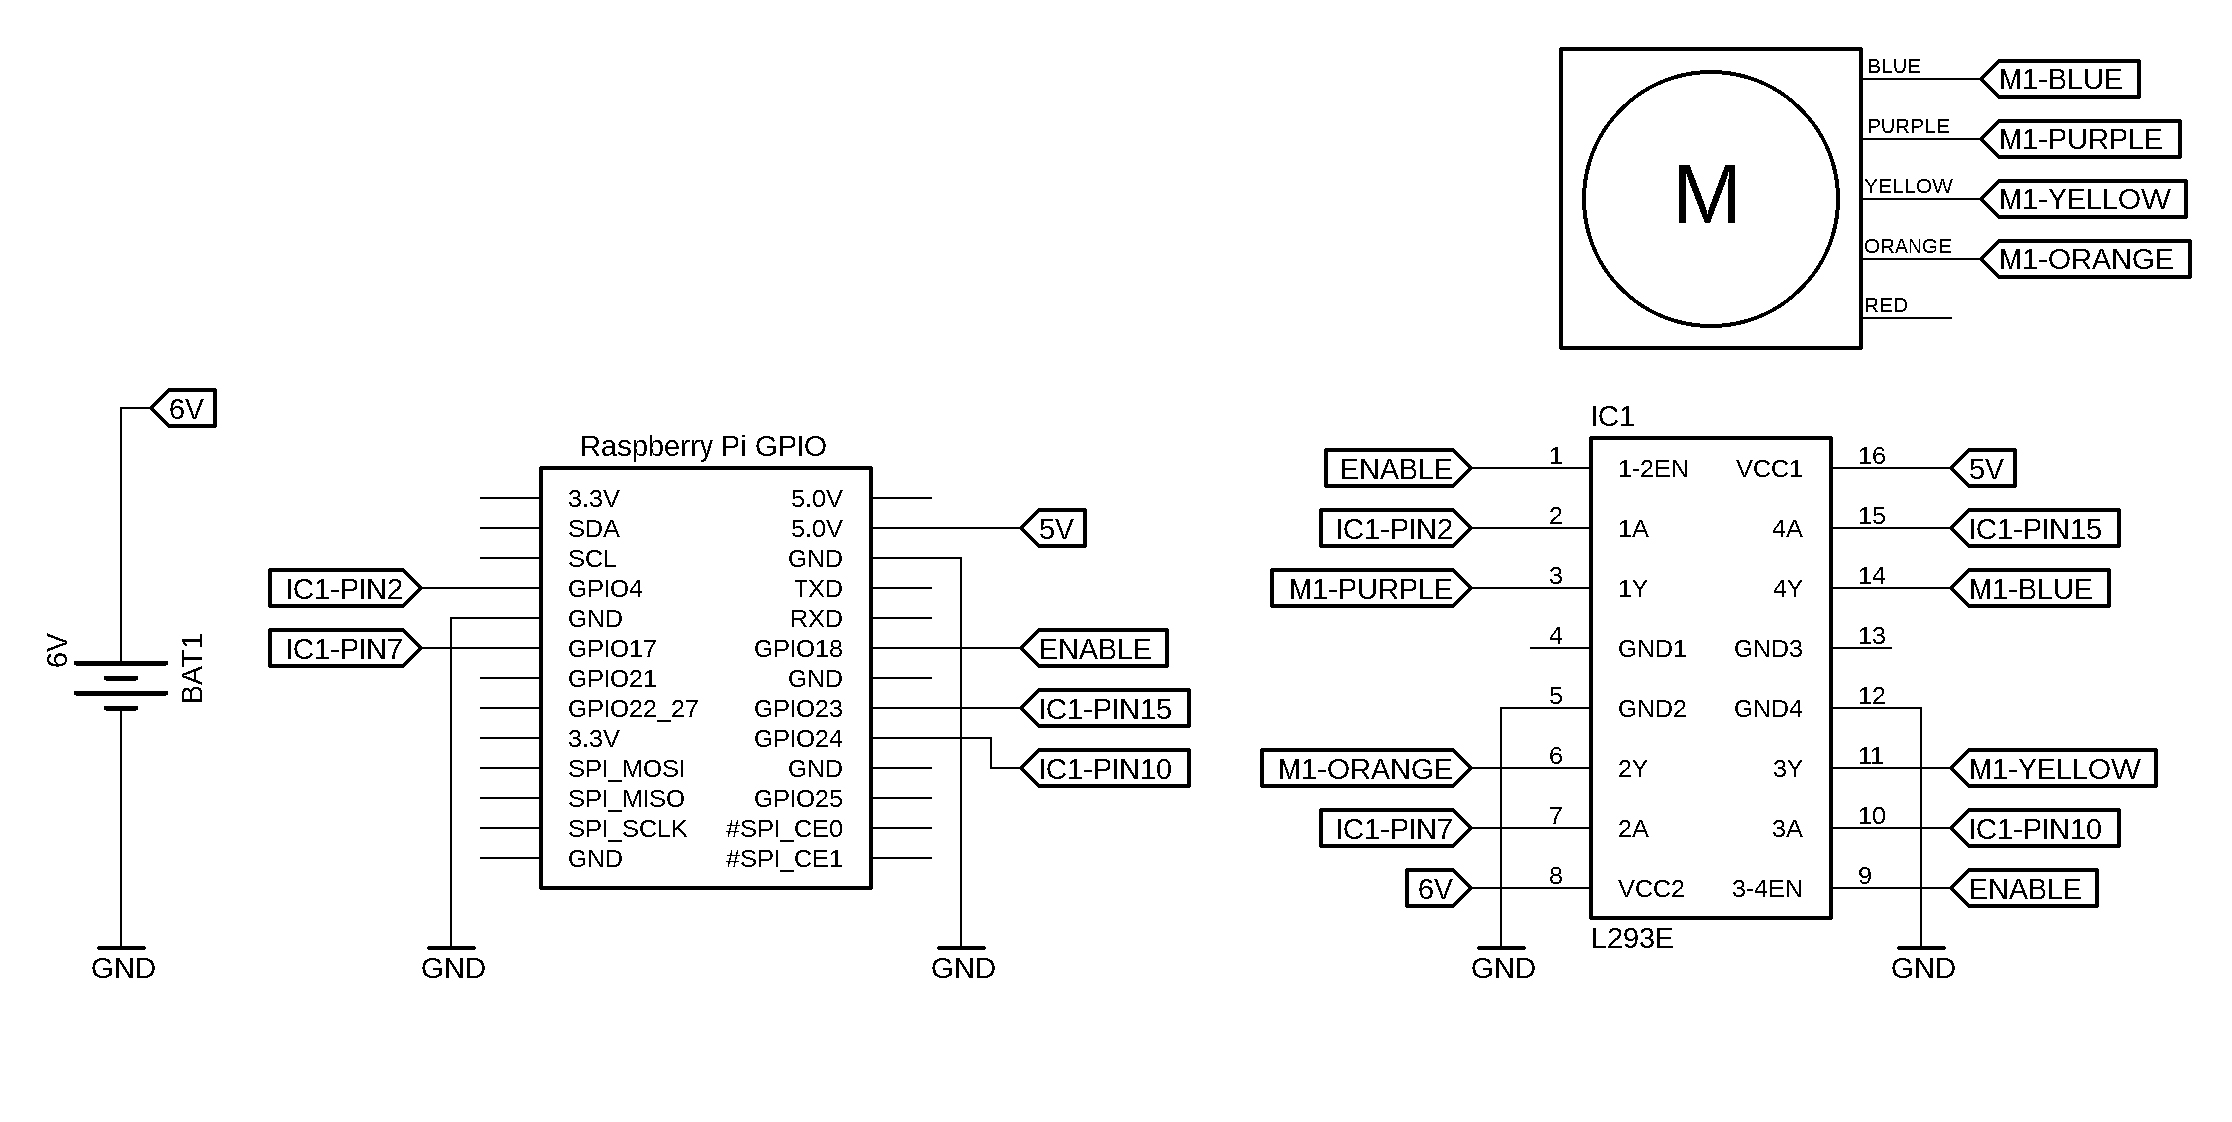 BLUE
M1-BLUE
PURPLE
M1-PURPLE
YELLOW
M1-YELLOW
ORANGE
M1-ORANGE
RED
M
6V
6V
BAT1
GND
Raspberry Pi GPIO
3.3V
SDA
SCL
IC1-PIN2
GPIO4
GND
IC1-PIN7
GPIO17
GPIO21
GPIO22_27
3.3V
SPI_MOSI
SPI_MISO
SPI_SCLK
GND
GND
5.0V
5.0V
5V
GND
TXD
RXD
GPIO18
ENABLE
GND
GPIO23
IC1-PIN15
GPIO24
IC1-PIN10
GND
GPIO25
#SPI_CE0
#SPI_CE1
GND
IC1
ENABLE
1
1-2EN
IC1-PIN2
2
1A
M1-PURPLE
3
1Y
4
GND1
5
GND2
M1-ORANGE
6
2Y
IC1-PIN7
7
2A
6V
8
VCC2
GND
VCC1
16
5V
4A
15
IC1-PIN15
4Y
14
M1-BLUE
GND3
13
GND4
12
3Y
11
M1-YELLOW
3A
10
IC1-PIN10
3-4EN
9
ENABLE
GND
L293E